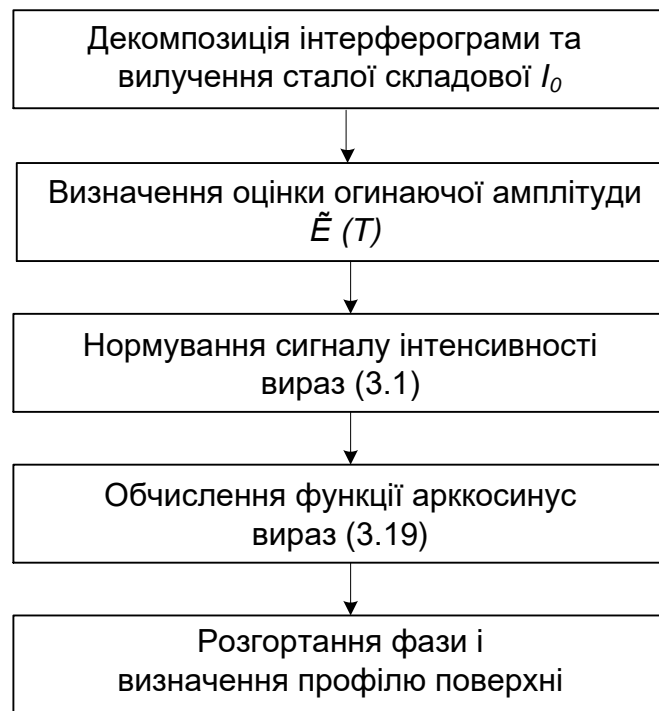 Декомпозиція інтерферограми та
вилучення сталої складової I₀
Визначення оцінки огинаючої амплітуди
Ẽ (T)
Нормування сигналу інтенсивності
вираз (3.1)
Обчислення функції арккосинус
вираз (3.19)
Розгортання фази і
визначення профілю поверхні